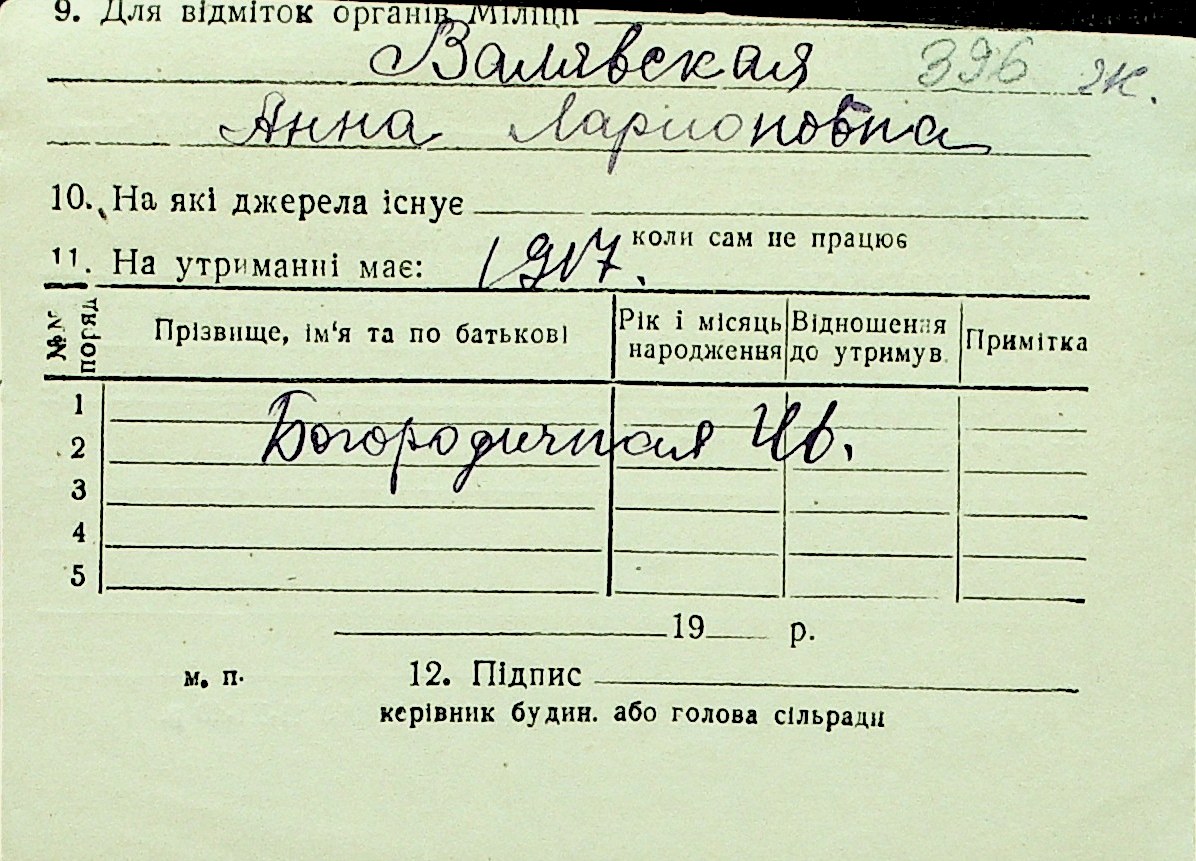 9. Для відміток органів Міліції
Валявская 396 ж.
Анна Ларионовна
10. На які джерела існує
коли сам не працює
11. На утриманні має: 1917.
№№ поряд
Прізвище, ім‘я та по батькові
Рік і місяць народження
Відношення до утримув.
Примітка
1
2 Богородичная 46.
3
4
5
19 р.
м. п. 12. Підпис
керівник будин. або голова сільради